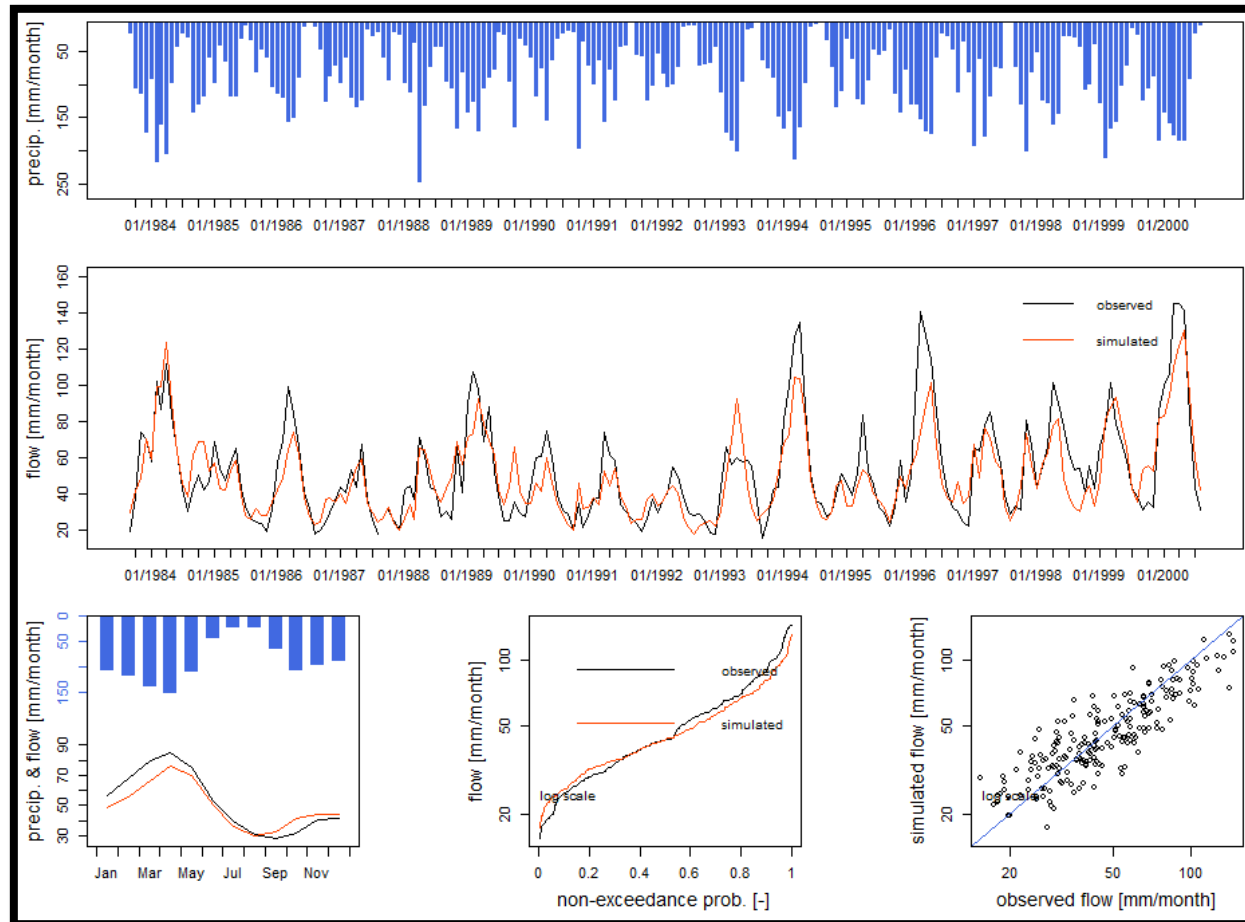 precip. [mm/month]
50
150
250
01/1984 01/1985 01/1986 01/1987 01/1988 01/1989 01/1990 01/1991 01/1992 01/1993 01/1994 01/1995 01/1996 01/1997 01/1998 01/1999 01/2000
flow [mm/month]
160
140
120
100
80
60
40
20
observed
simulated
01/1984 01/1985 01/1986 01/1987 01/1988 01/1989 01/1990 01/1991 01/1992 01/1993 01/1994 01/1995 01/1996 01/1997 01/1998 01/1999 01/2000
precip. & flow [mm/month]
0
50
150
90
70
50
30
Jan Mar May Jul Sep Nov
flow [mm/month]
100
50
20
observed
simulated
log scale
0 0.2 0.4 0.6 0.8 1
non-exceedance prob. [-]
simulated flow [mm/month]
100
50
20
log scale
20 50 100
observed flow [mm/month]